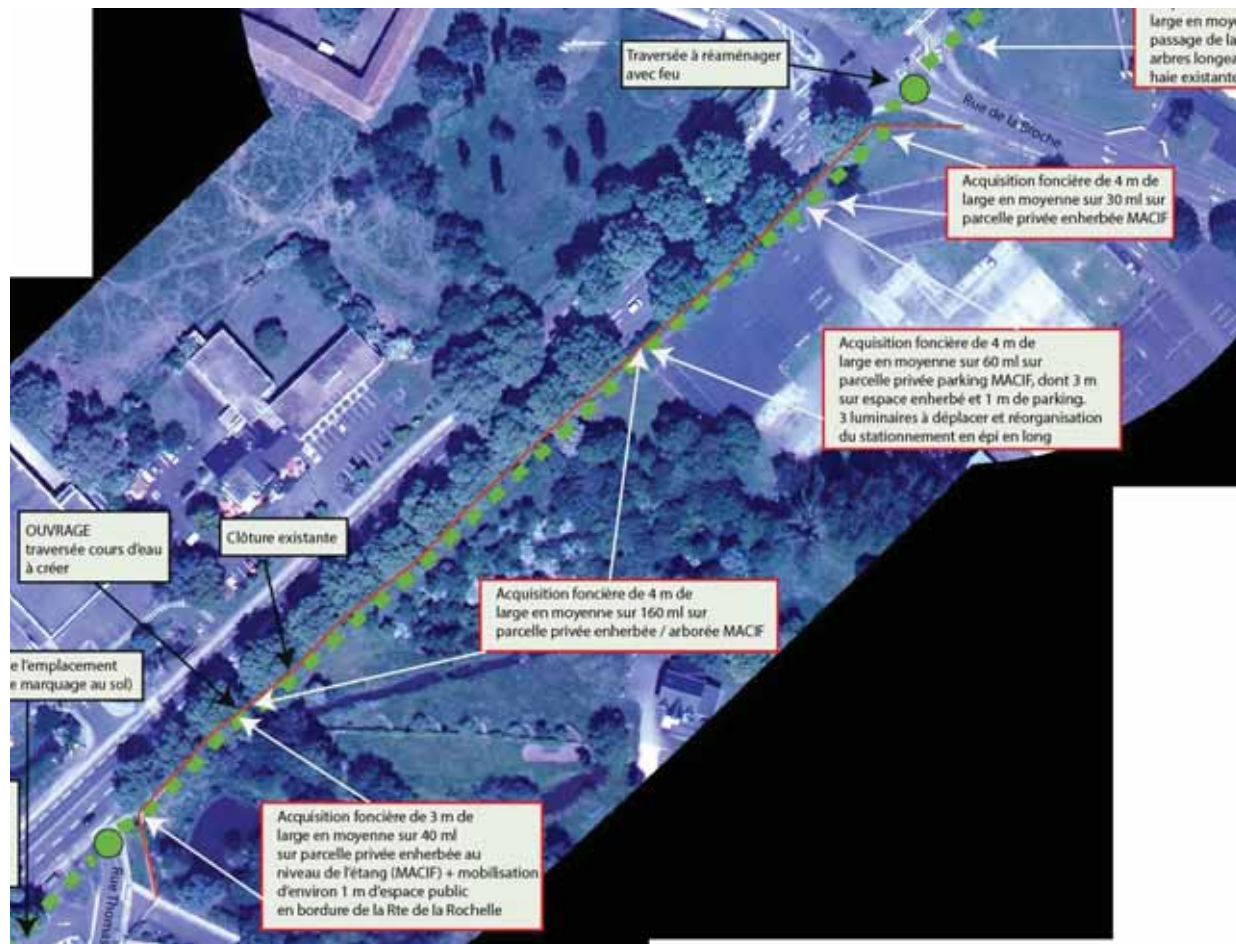 large en
passage de la
arbres
haie existante
Traversée à réaménager
avec feu
Rue de la Broche
Acquisition foncière de 4 m de
large en moyenne sur 30 ml sur
parcelle privée enherbée MACIF
Acquisition foncière de 4 m de
large en moyenne sur 60 ml sur
parcelle privée parking MACIF, dont 3 m
sur espace enherbé et 1 m de parking.
3 luminaires à déplacer et réorganisation
du stationnement en épi en long
OUVRAGE
traversée cours d'eau
à créer
Clôture existante
Acquisition foncière de 4 m de
large en moyenne sur 160 ml sur
parcelle privée enherbée / arborée MACIF
e l'emplacement
e marquage au sol)
Acquisition foncière de 3 m de
large en moyenne sur 40 ml
sur parcelle privée enherbée au
niveau de l'étang (MACIF) + mobilisation
d'environ 1 m d'espace public
en bordure de la Rte de la Rochelle
Rue Thomas